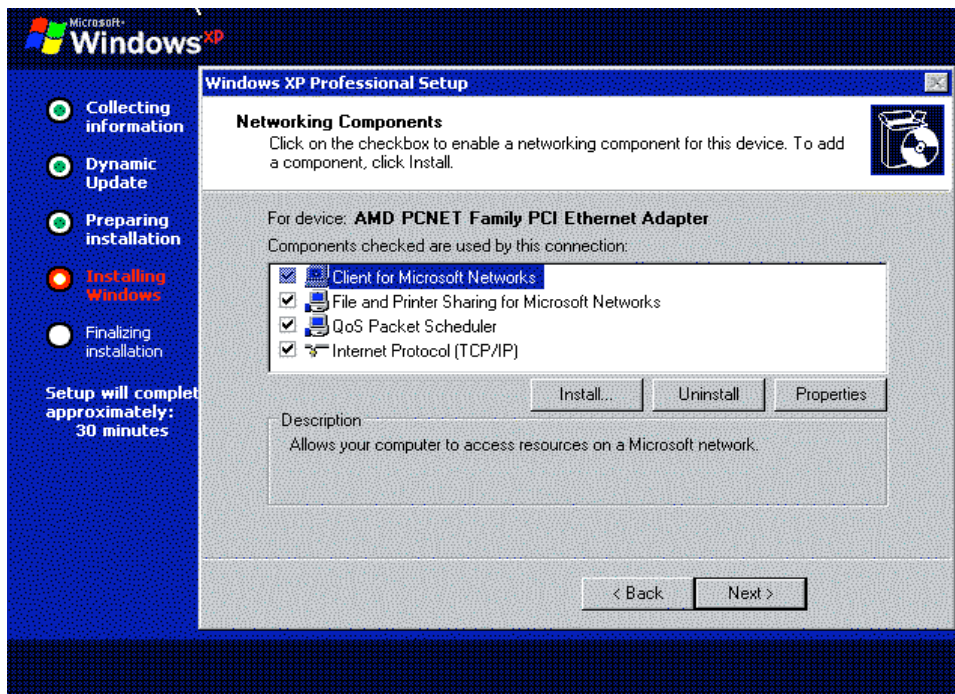 Microsoft
Windows xp
Windows XP Professional Setup
Collecting
information
Dynamic
Update
Preparing
installation
Installing
Windows
Finalizing
installation
Setup will complet
approximately:
30 minutes
Networking Components
Click on the checkbox to enable a networking component for this device. To add
a component, click Install.
For device: AMD PCNET Family PCI Ethernet Adapter
Components checked are used by this connection:
Client for Microsoft Networks
File and Printer Sharing for Microsoft Networks
QoS Packet Scheduler
Internet Protocol (TCP/IP)
Install... Uninstall Properties
Description
Allows your computer to access resources on a Microsoft network.
< Back Next >